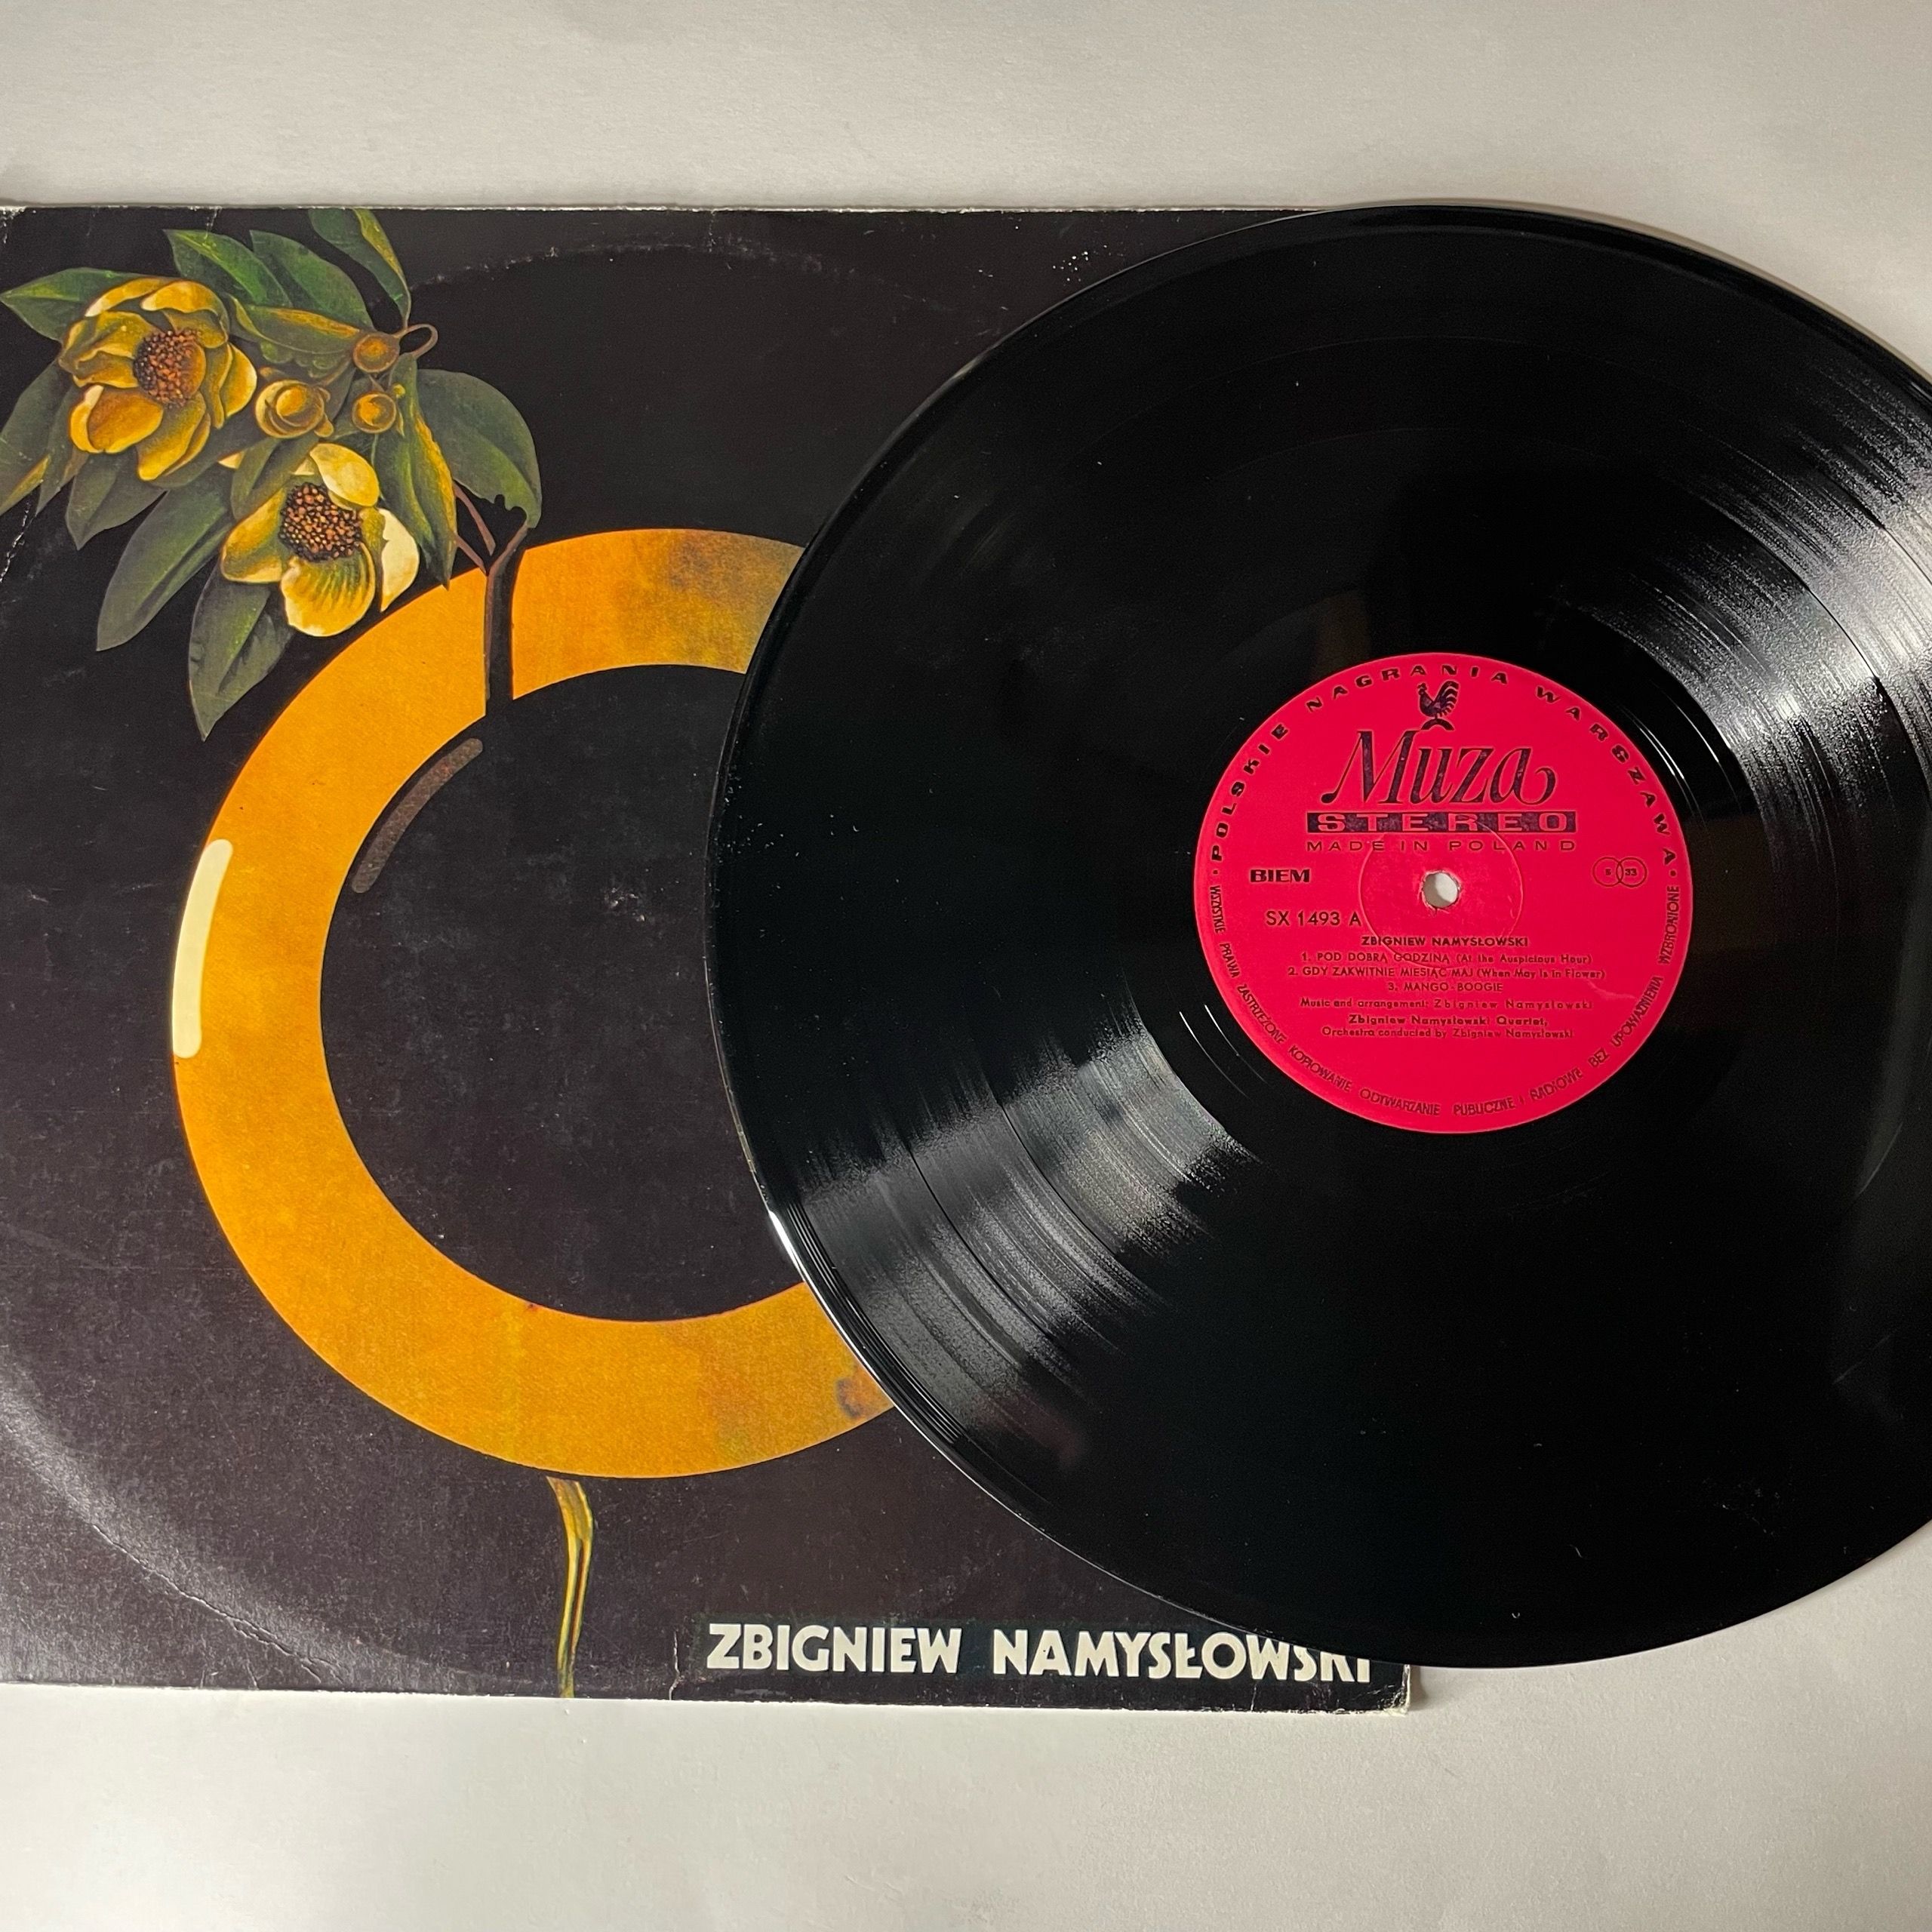 POLSKIE NAGRANIA WARSZAWA
Muza
STEREO
MADE IN POLAND
BIEM
S 33
SX 1493 A
ZBIGNIEW NAMYSŁOWSKI
1. POD DOBRĄ GODZINĄ (At the Auspicious Hour)
2. GDY ZAKWITNIE MIESIĄC MAJ (When May Is in Flower)
3. MANGO-BOOGIE
Music and arrangement: Zbigniew Namysłowski
Zbigniew Namysłowski Quartet,
Orchestra conducted by Zbigniew Namysłowski
WSZYSTKIE PRAWA ZASTRZEŻONE KOPIOWANIE ODTWARZANIE PUBLICZNE I RADIOWE BEZ UPOWAŻNIENIA WZBRONIONE
ZBIGNIEW NAMYSŁOWSKI